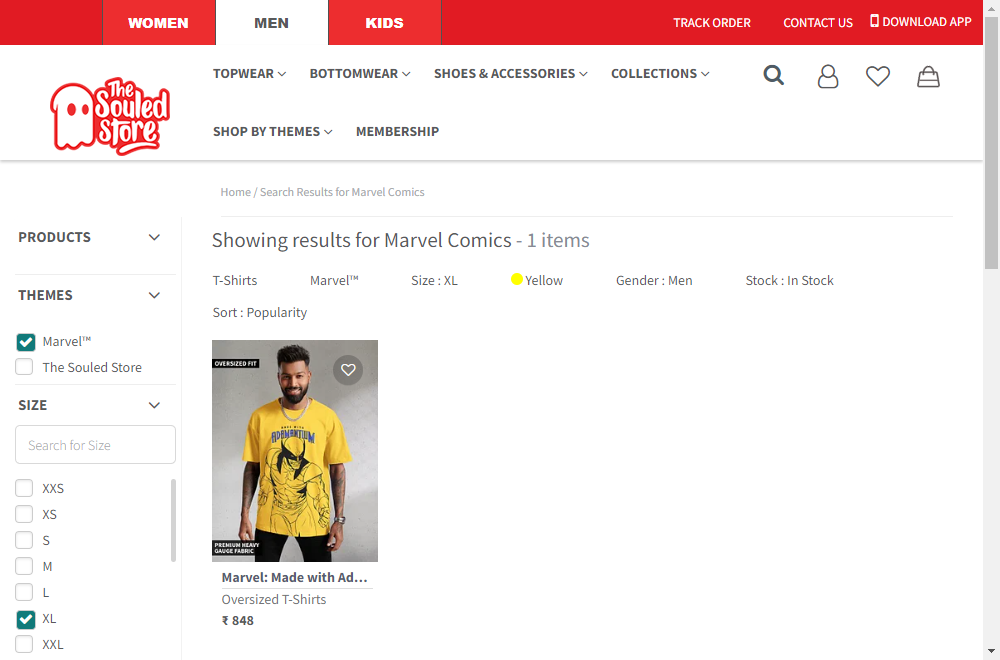 WOMEN
MEN
KIDS
TRACK ORDER
CONTACT US
DOWNLOAD APP
The Souled Store
TOPWEAR
BOTTOMWEAR
SHOES & ACCESSORIES
COLLECTIONS
SHOP BY THEMES
MEMBERSHIP
Home / Search Results for Marvel Comics
PRODUCTS
THEMES
Marvel™
The Souled Store
SIZE
Search for Size
XXS
XS
S
M
L
XL
XXL
Showing results for Marvel Comics - 1 items
T-Shirts
Marvel™
Size : XL
Yellow
Gender : Men
Stock : In Stock
Sort : Popularity
OVERSIZED FIT
MADE WITH
ADAMANTIUM
PREMIUM HEAVY
GAUGE FABRIC
Marvel: Made with Ad...
Oversized T-Shirts
₹ 848